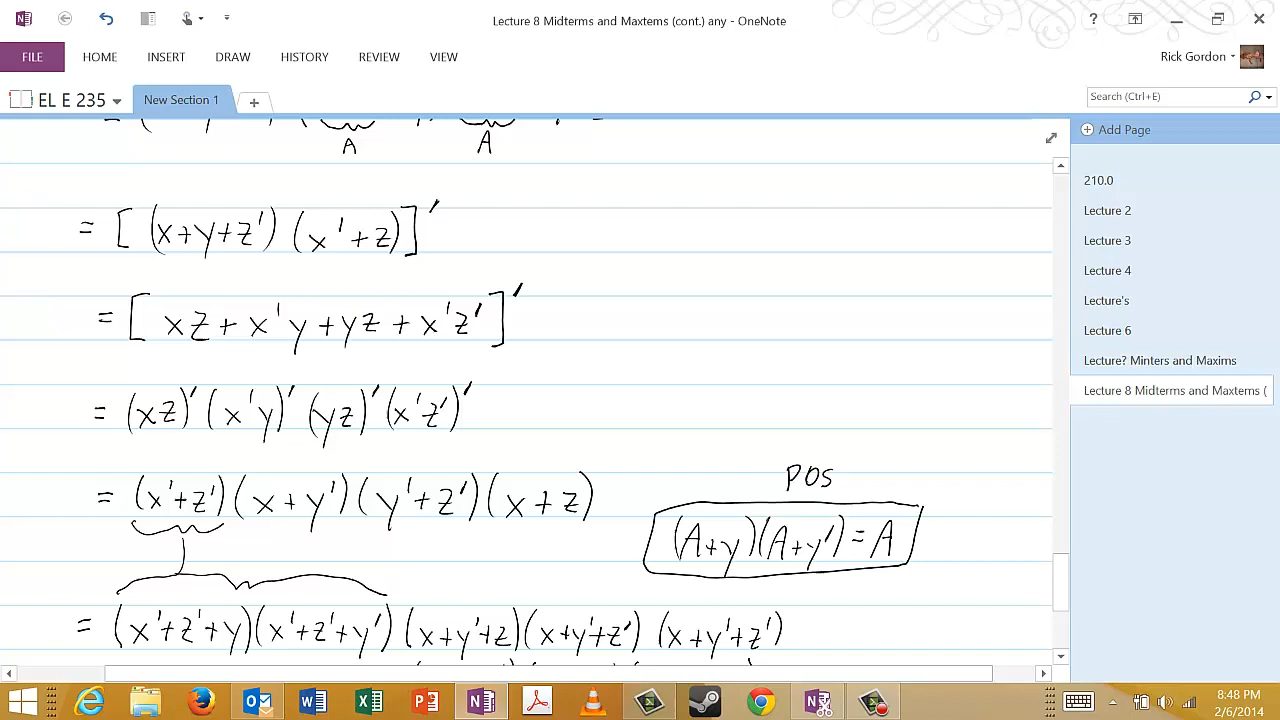 Lecture 8 Midterms and Maxtems (cont.) any - OneNote
?
FILE HOME INSERT DRAW HISTORY REVIEW VIEW
Rick Gordon
EL E 235
New Section 1
+
Search (Ctrl+E)
Add Page
210.0
Lecture 2
Lecture 3
Lecture 4
Lecture's
Lecture 6
Lecture? Minters and Maxims
Lecture 8 Midterms and Maxtems (
A A
= [ (x+y+z') (x'+z) ]'
= [ xz + x'y + yz + x'z' ]'
= (xz)' (x'y)' (yz)' (x'z')'
= (x'+z')(x+y')(y'+z')(x+z)
POS
(A+y)(A+y') = A
= (x'+z'+y)(x'+z'+y')(x+y'+z)(x+y'+z') (x+y'+z')
8:48 PM
2/6/2014